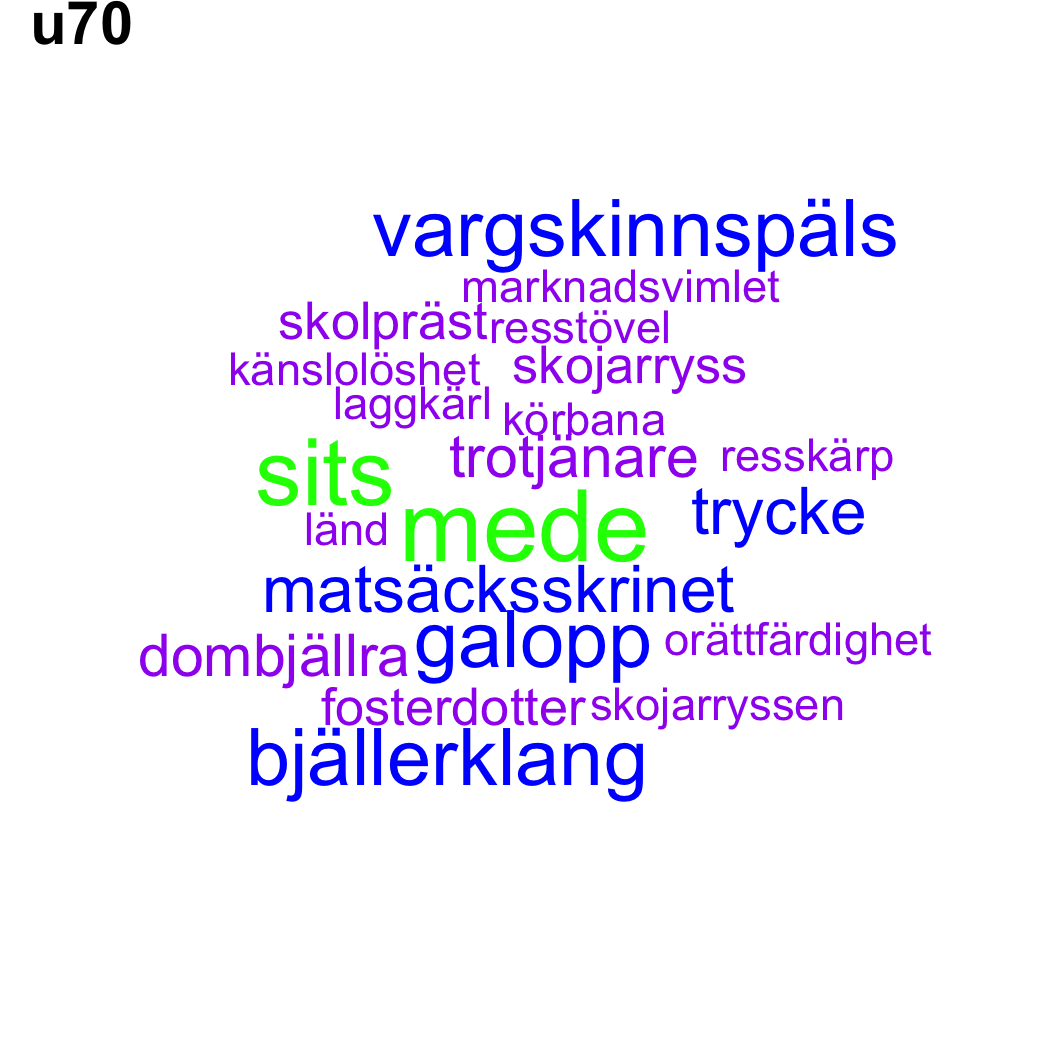 u70
vargskinnspäls
marknadsvimlet
skolpräst resstövel
känslolöshet skojarryss
laggkärl körbana
sits trotjänare resskärp
länd mede trycke
matsäcksskrinet
dombjällra galopp orättfärdighet
fosterdotter skojarryssen
bjällerklang